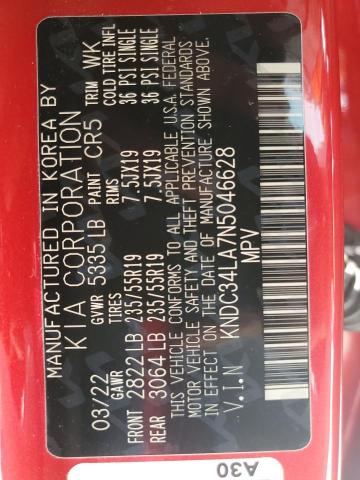 MANUFACTURED IN KOREA BY
KIA CORPORATION
03/22 GVWR 5335 LB PAINT CR5 TRIM WK
GAWR TIRES RIMS COLD TIRE INFL
FRONT 2822 LB 235/55R19 7.5JX19 36 PSI SINGLE
REAR 3064 LB 235/55R19 7.5JX19 36 PSI SINGLE
THIS VEHICLE CONFORMS TO ALL APPLICABLE U.S.A. FEDERAL
MOTOR VEHICLE SAFETY AND THEFT PREVENTION STANDARDS
IN EFFECT ON THE DATE OF MANUFACTURE, SHOWN ABOVE.
V.I.N KNDC34LA7N5046628
MPV
A30